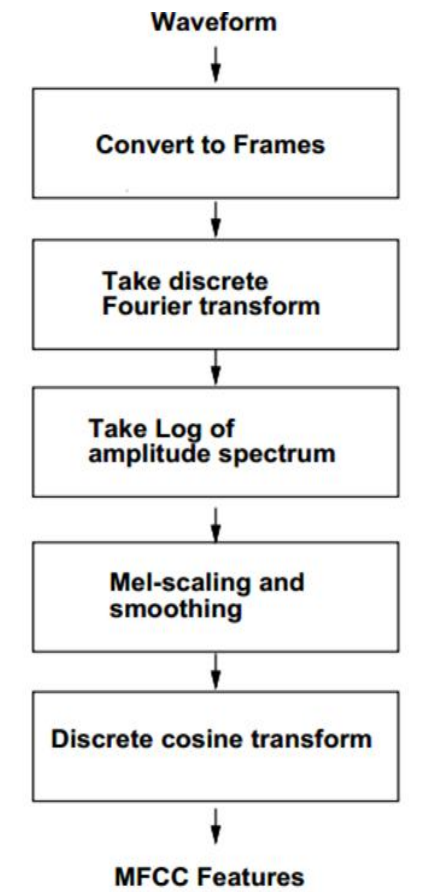 Waveform
Convert to Frames
Take discrete
Fourier transform
Take Log of
amplitude spectrum
Mel-scaling and
smoothing
Discrete cosine transform
MFCC Features